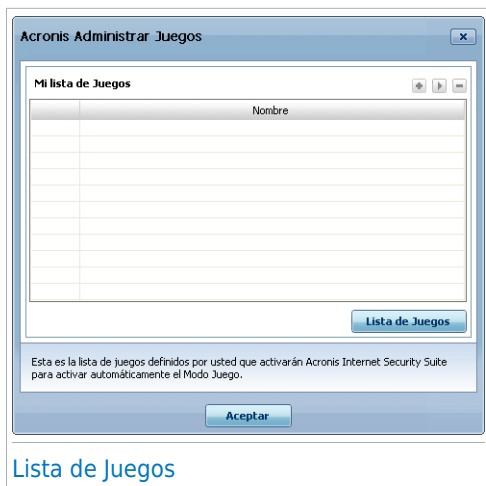 Acronis Administrar Juegos
Mi lista de Juegos
Nombre
Lista de Juegos
Esta es la lista de juegos definidos por usted que activarán Acronis Internet Security Suite
para activar automáticamente el Modo Juego.
Aceptar
Lista de Juegos